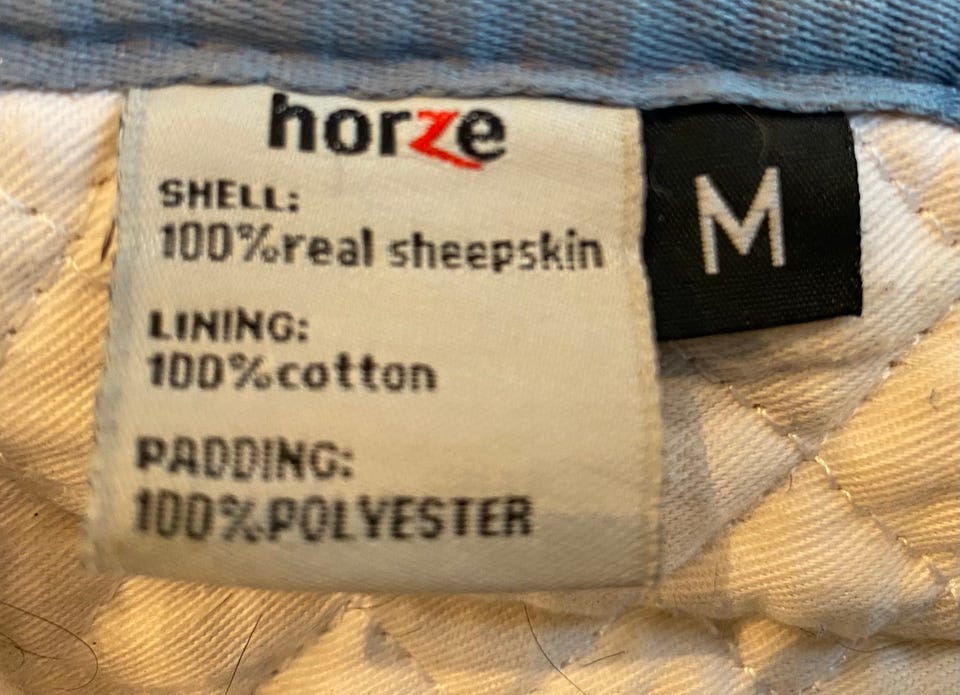 horze
SHELL:
100%real sheepskin
LINING:
100%cotton
PADDING:
100%POLYESTER
M